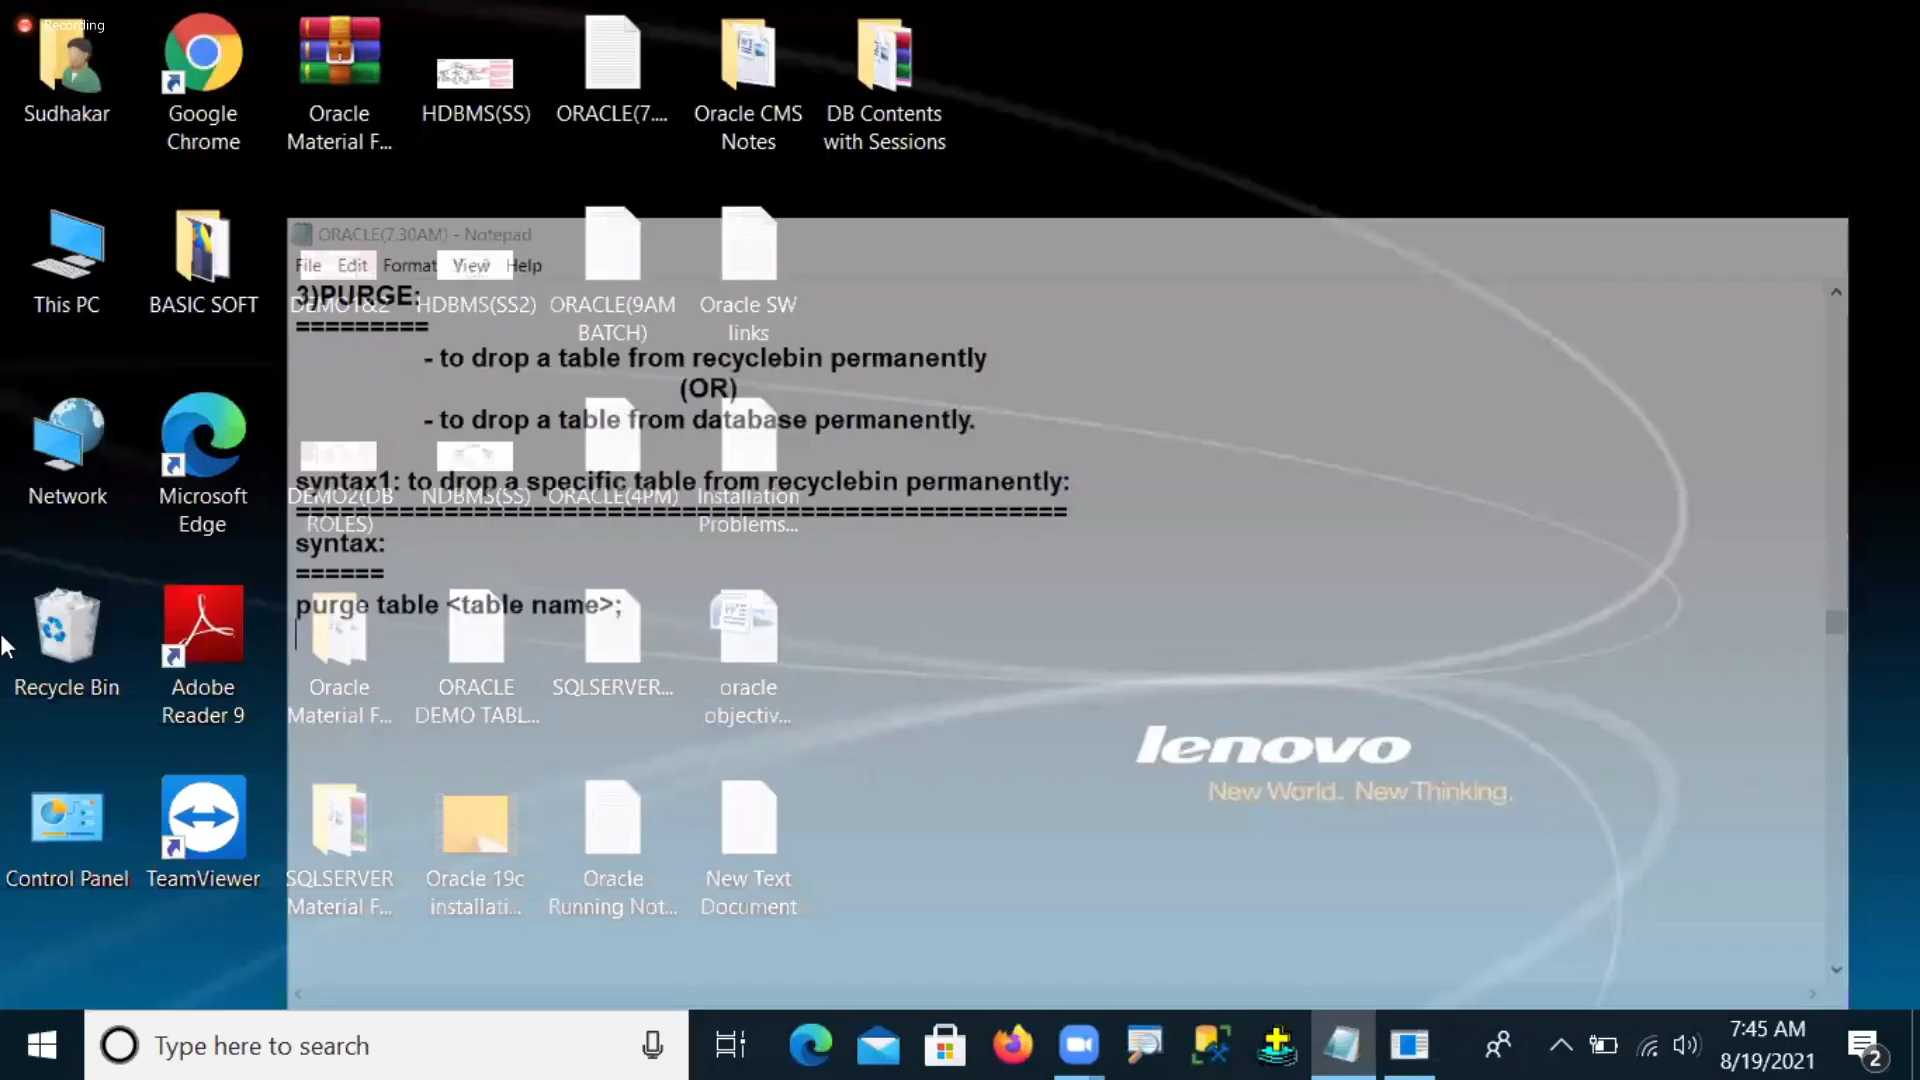 Recording
Sudhakar
Google
Chrome
Oracle
Material F...
HDBMS(SS)
ORACLE(7....
Oracle CMS
Notes
DB Contents
with Sessions
This PC
BASIC SOFT
DEMO1&2
HDBMS(SS2)
ORACLE(9AM
BATCH)
Oracle SW
links
Network
Microsoft
Edge
DEMO2(DB
ROLES)
NDBMS(SS)
ORACLE(4PM)
Installation
Problems...
Recycle Bin
Adobe
Reader 9
Oracle
Material F...
ORACLE
DEMO TABL...
SQLSERVER...
oracle
objectiv...
Control Panel
TeamViewer
SQLSERVER
Material F...
Oracle 19c
installati...
Oracle
Running Not...
New Text
Document
ORACLE(7.30AM) - Notepad
File Edit Format View Help
3)PURGE:
=========
- to drop a table from recyclebin permanently
(OR)
- to drop a table from database permanently.
syntax1: to drop a specific table from recyclebin permanently:
=====================================================
syntax:
======
purge table <table name>;
lenovo
New World. New Thinking.
Type here to search
7:45 AM
8/19/2021
2